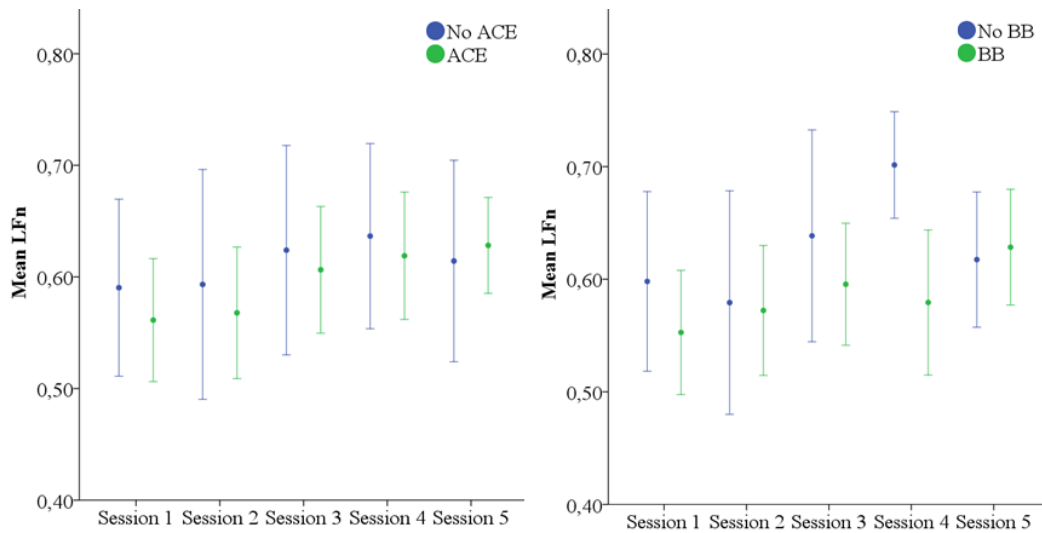 No ACE
ACE
0,80
0,70
0,60
0,50
0,40
Mean LFn
Session 1 Session 2 Session 3 Session 4 Session 5
No BB
BB
0,80
0,70
0,60
0,50
0,40
Mean LFn
Session 1 Session 2 Session 3 Session 4 Session 5